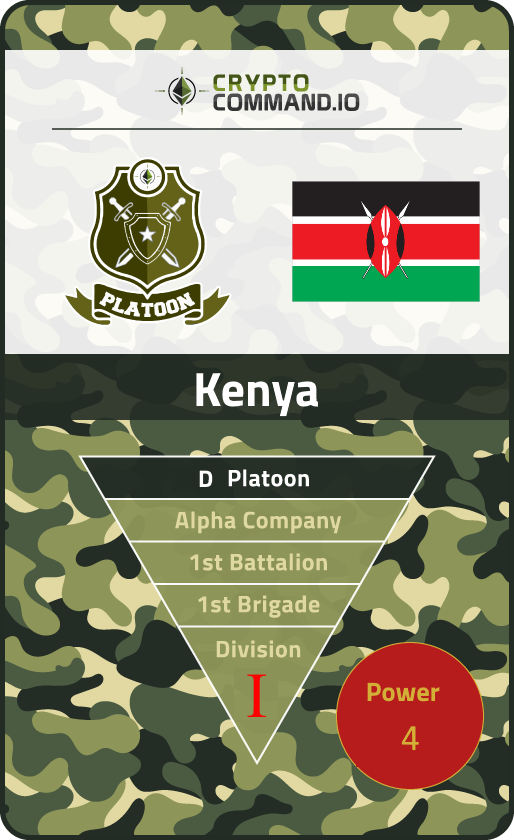 CRYPTO
COMMAND.IO
PLATOON
Kenya
D Platoon
Alpha Company
1st Battalion
1st Brigade
Division
I
Power
4